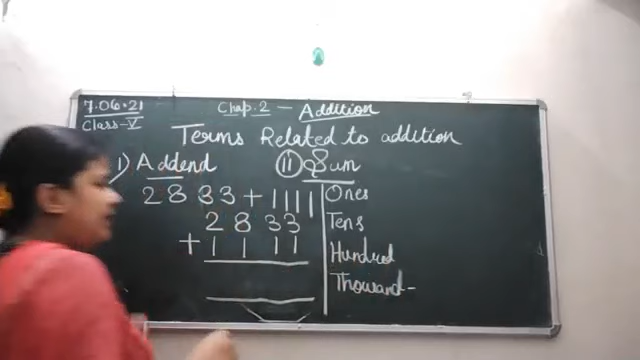 7.06.21
Class-V
Chap. 2 - Addition
Terms Related to addition
i) Addend
(ii) Sum
2833+1111
2833
+1111
Ones
Tens
Hundred
Thousand-